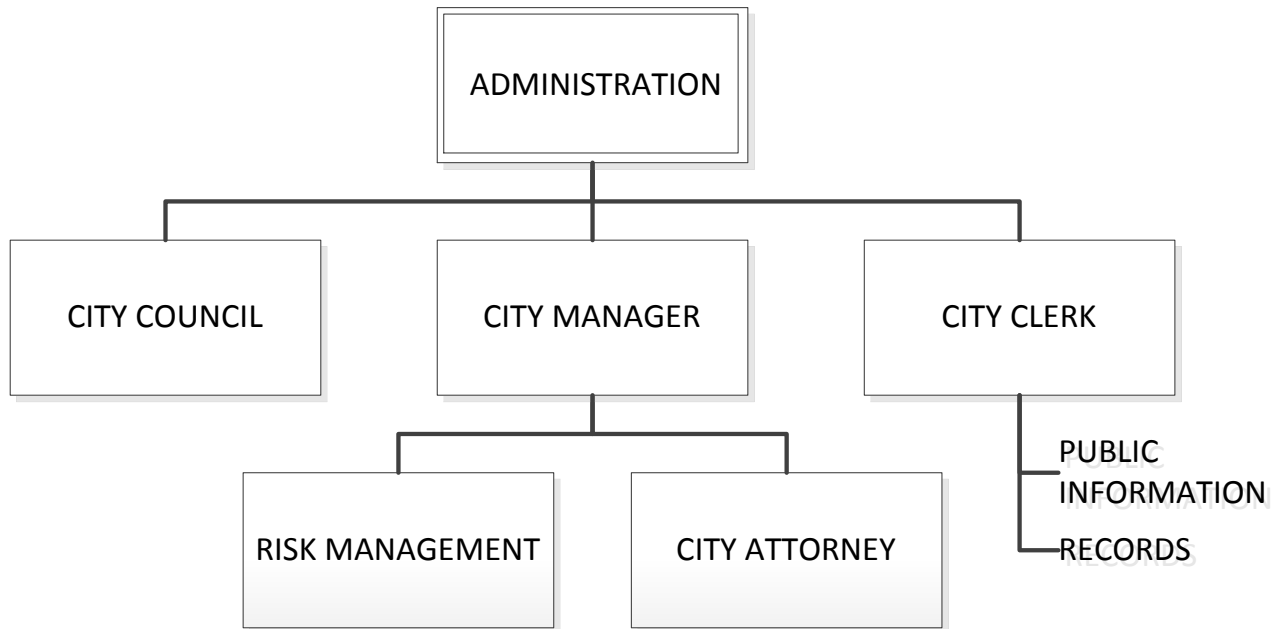 ADMINISTRATION
CITY COUNCIL
CITY MANAGER
CITY CLERK
PUBLIC
INFORMATION
RISK MANAGEMENT
CITY ATTORNEY
RECORDS